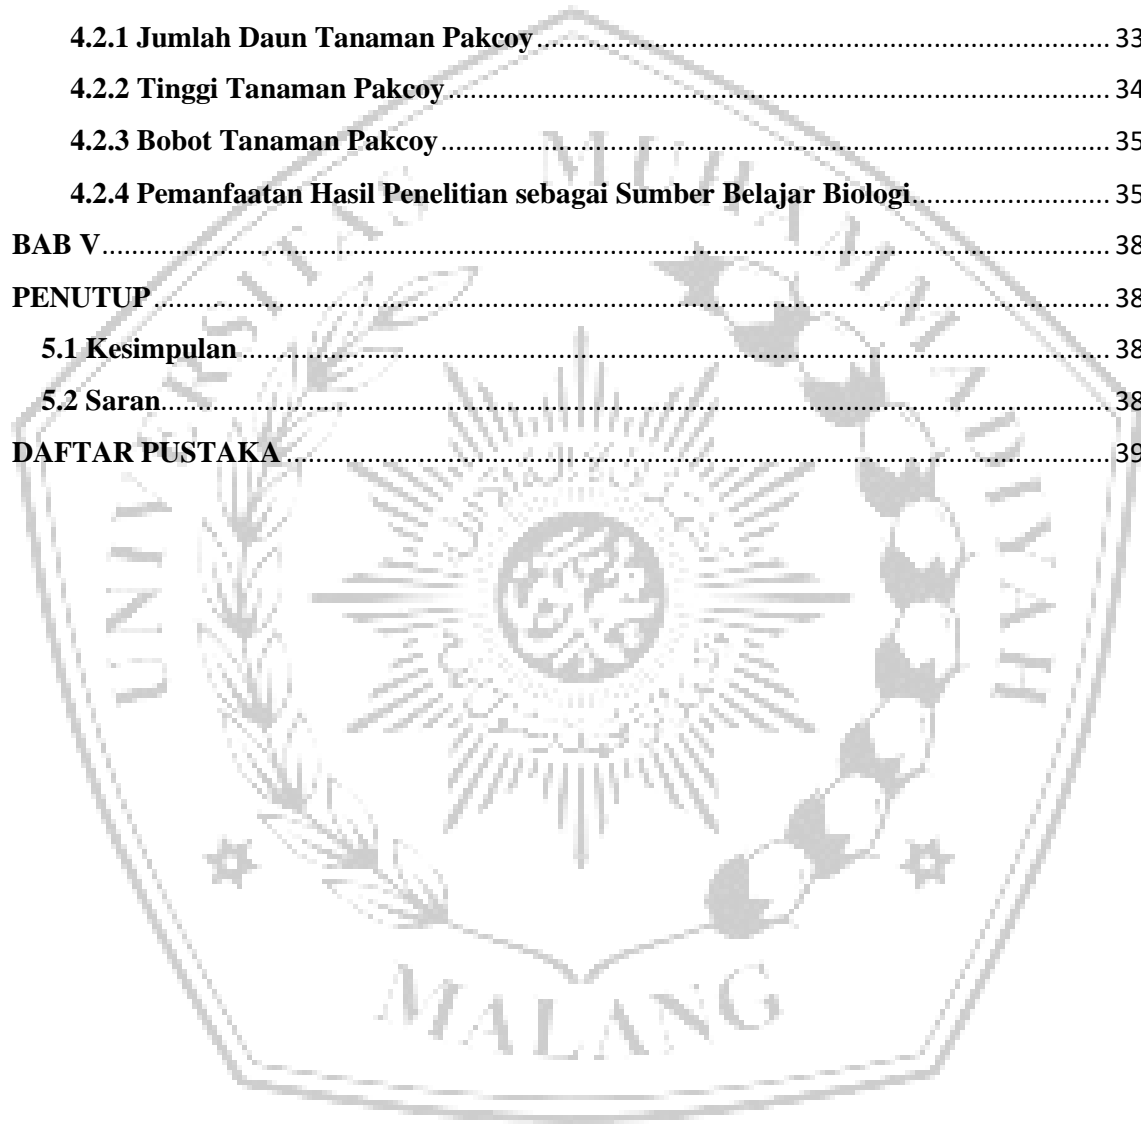 4.2.1 Jumlah Daun Tanaman Pakcoy........................................................................ 33
4.2.2 Tinggi Tanaman Pakcoy.................................................................................... 34
4.2.3 Bobot Tanaman Pakcoy.................................................................................... 35
4.2.4 Pemanfaatan Hasil Penelitian sebagai Sumber Belajar Biologi......................... 35
BAB V.............................................................................................................................. 38
PENUTUP....................................................................................................................... 38
5.1 Kesimpulan............................................................................................................. 38
5.2 Saran....................................................................................................................... 38
DAFTAR PUSTAKA....................................................................................................... 39
UNIVERSITAS MUHAMMADIYAH
MALANG